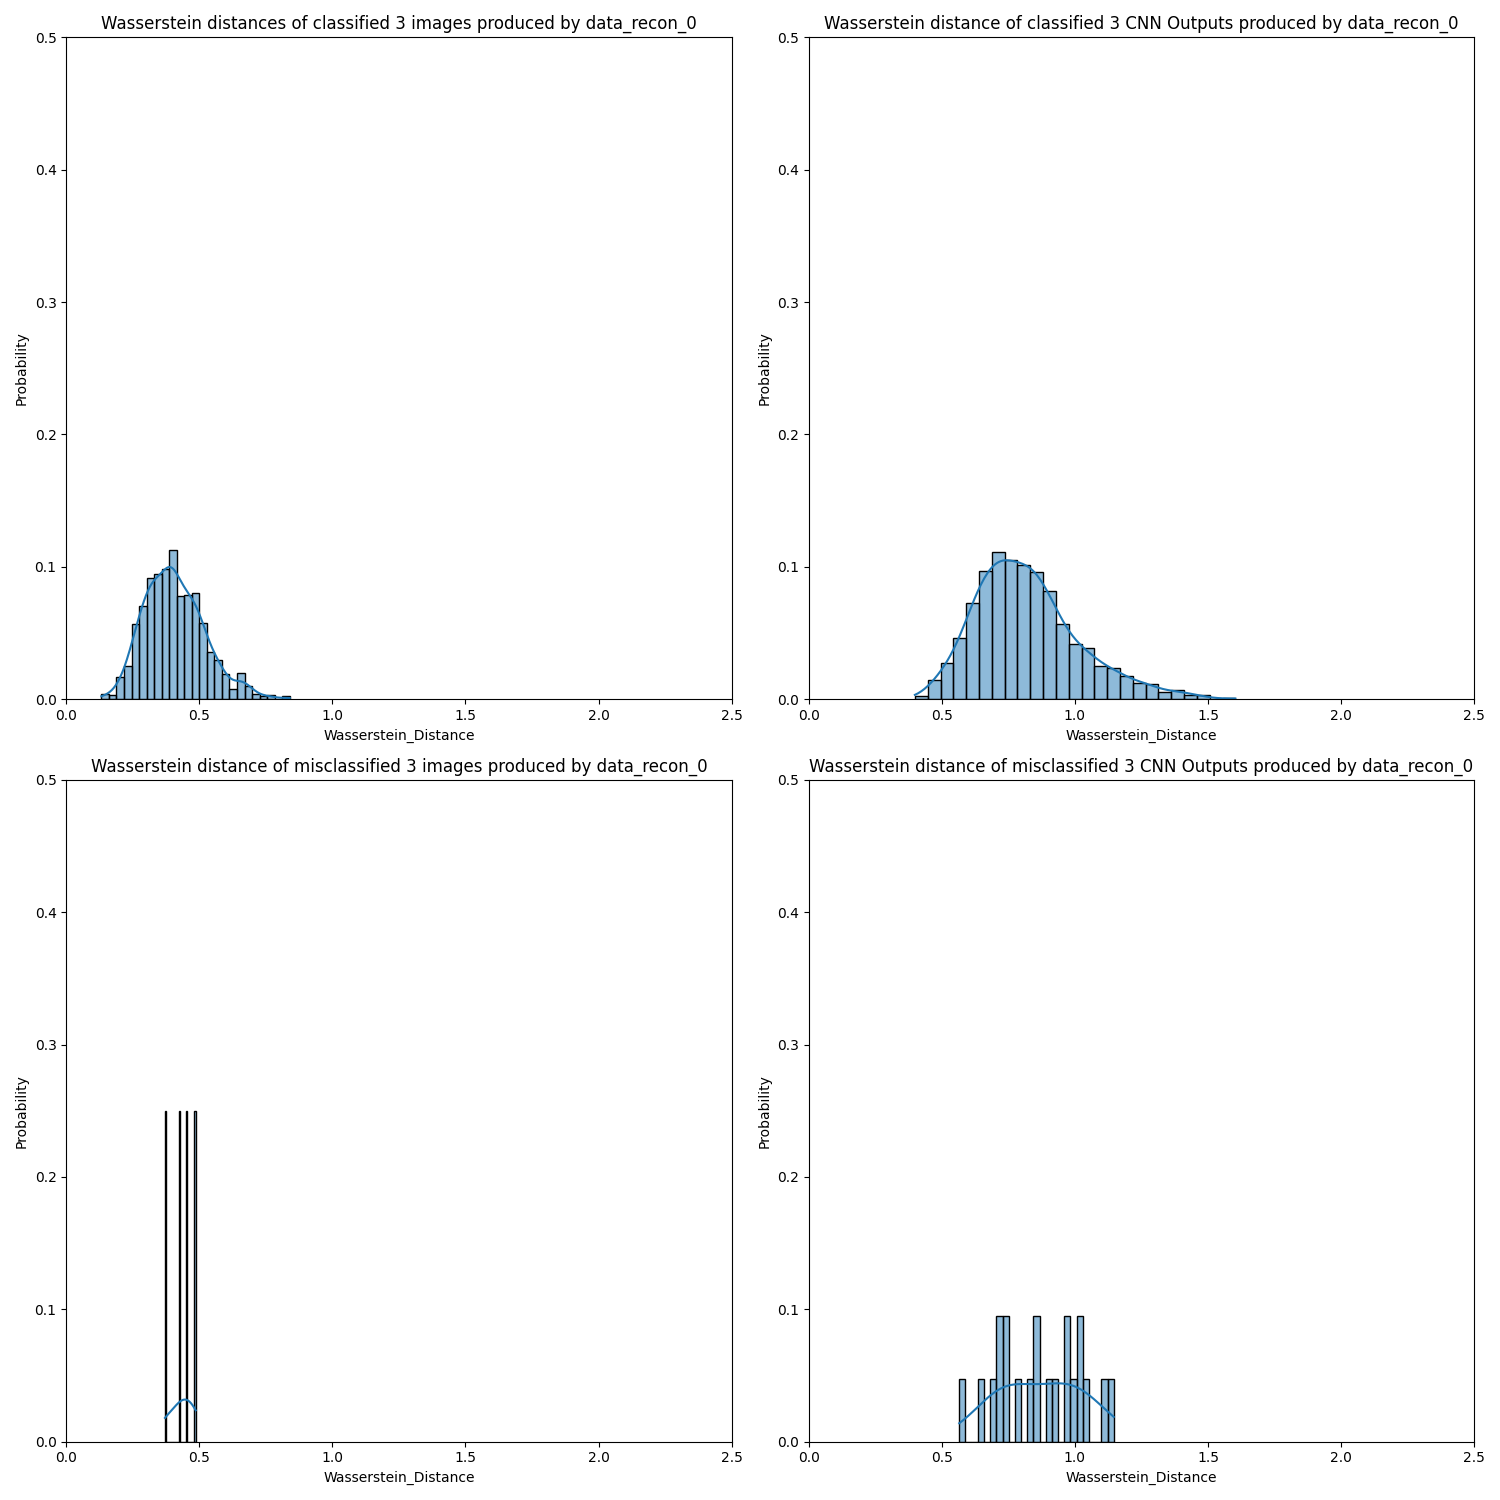 Wasserstein distances of classified 3 images produced by data_recon_0
0.5
0.4
0.3
0.2
0.1
0.0
Probability
0.0 0.5 1.0 1.5 2.0 2.5
Wasserstein_Distance
Wasserstein distance of classified 3 CNN Outputs produced by data_recon_0
0.5
0.4
0.3
0.2
0.1
0.0
Probability
0.0 0.5 1.0 1.5 2.0 2.5
Wasserstein_Distance
Wasserstein distance of misclassified 3 images produced by data_recon_0
0.5
0.4
0.3
0.2
0.1
0.0
Probability
0.0 0.5 1.0 1.5 2.0 2.5
Wasserstein_Distance
Wasserstein distance of misclassified 3 CNN Outputs produced by data_recon_0
0.5
0.4
0.3
0.2
0.1
0.0
Probability
0.0 0.5 1.0 1.5 2.0 2.5
Wasserstein_Distance